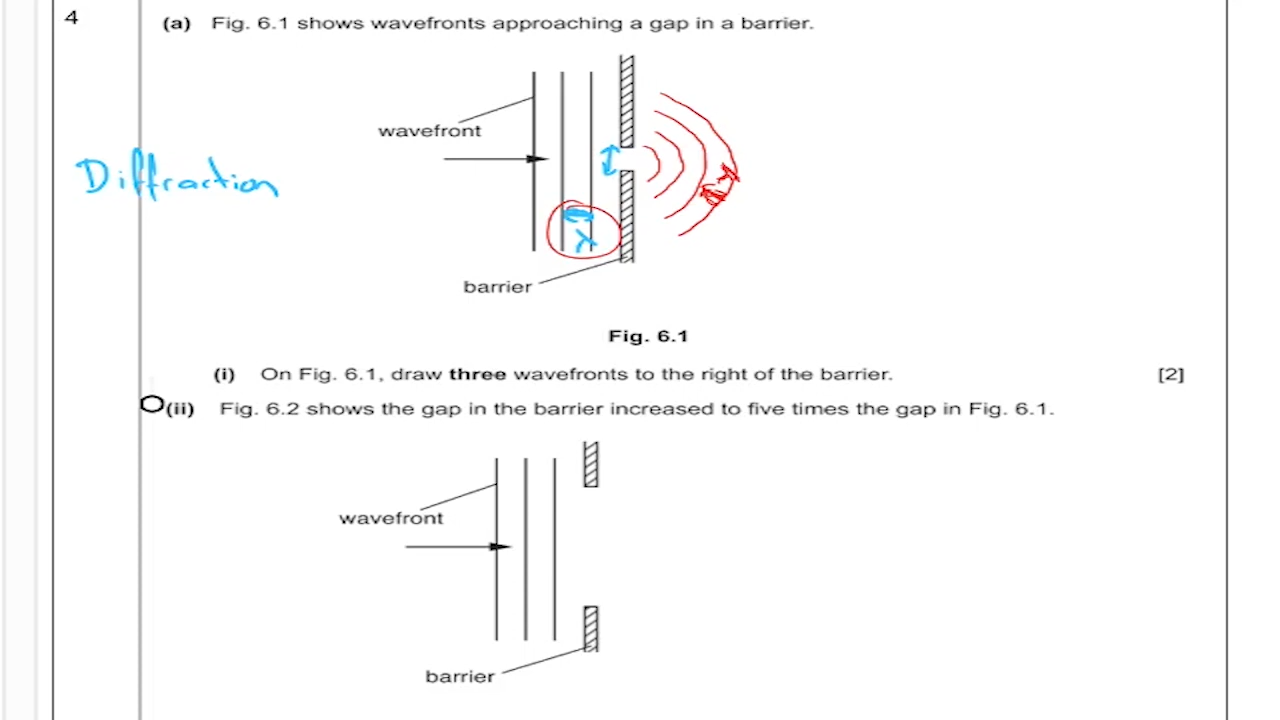 4
(a) Fig. 6.1 shows wavefronts approaching a gap in a barrier.
wavefront
Diffraction
λ
barrier
Fig. 6.1
(i) On Fig. 6.1, draw three wavefronts to the right of the barrier. [2]
(ii) Fig. 6.2 shows the gap in the barrier increased to five times the gap in Fig. 6.1.
wavefront
barrier